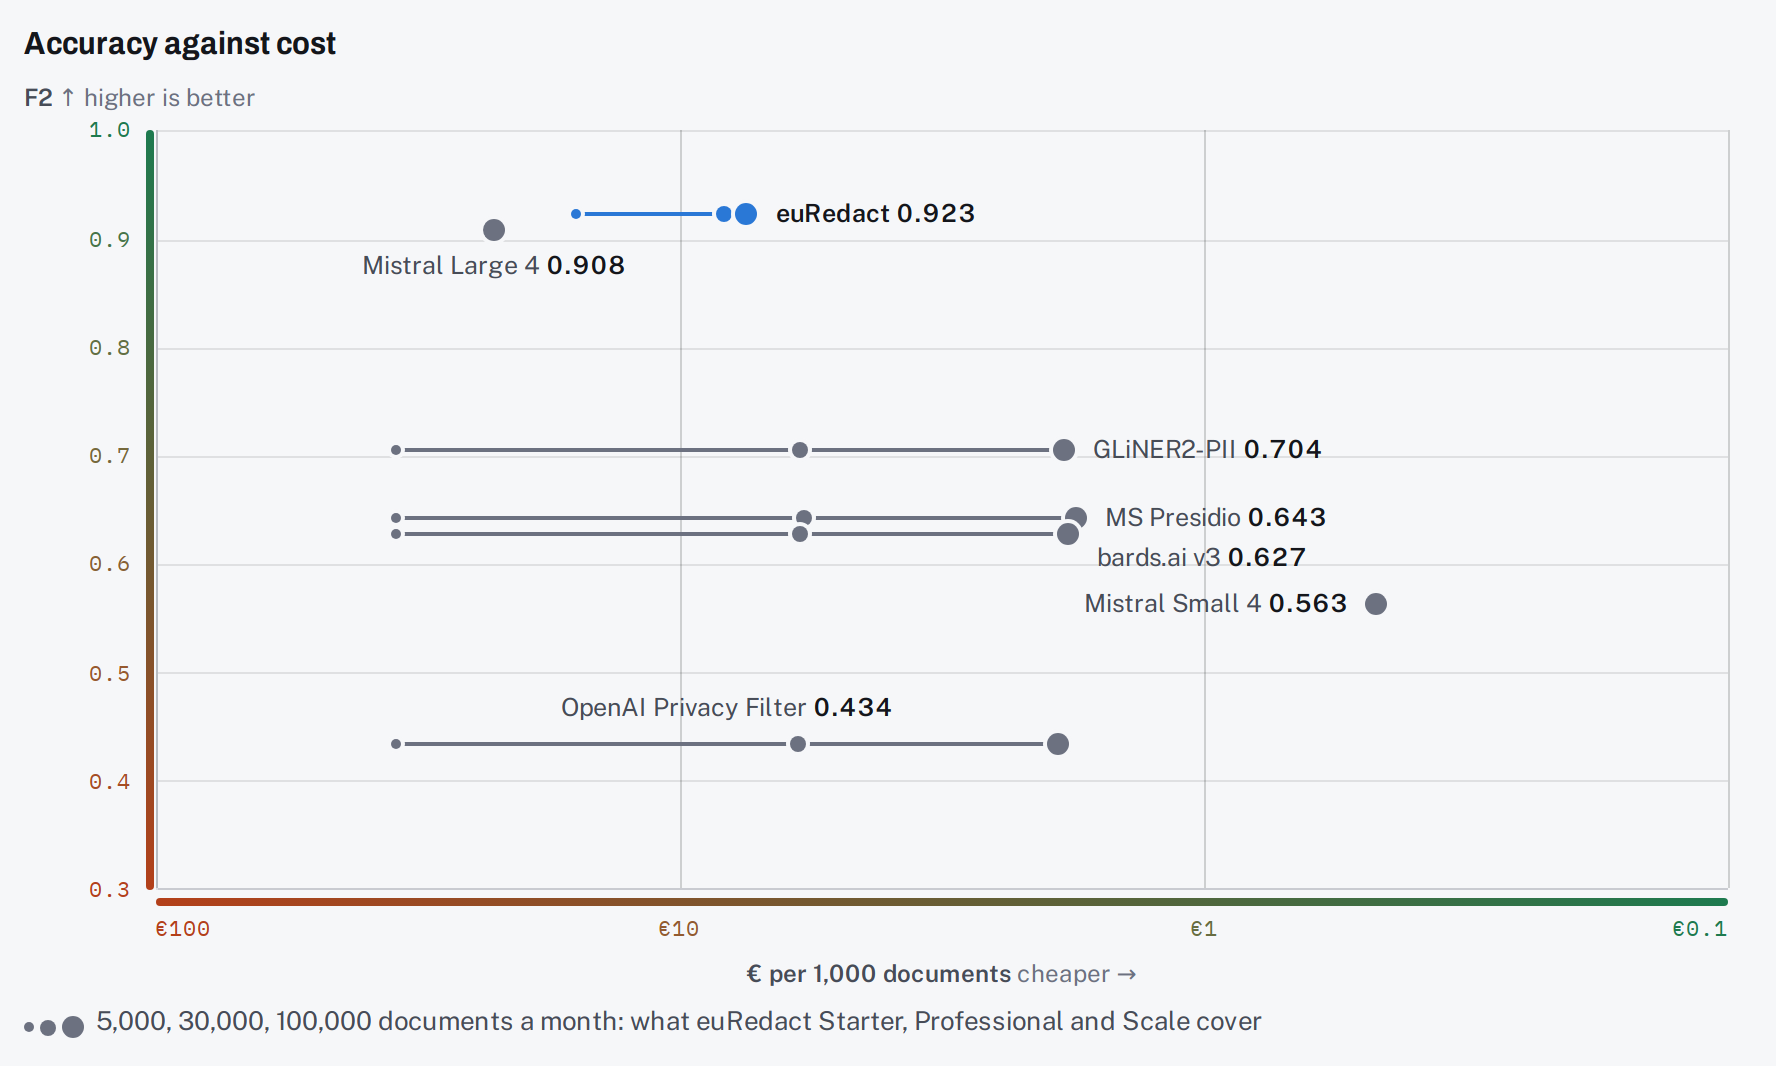 Accuracy against cost
F2 ↑ higher is better
1.0
0.9
0.8
0.7
0.6
0.5
0.4
0.3
euRedact 0.923
Mistral Large 4 0.908
GLiNER2-PII 0.704
MS Presidio 0.643
bards.ai v3 0.627
Mistral Small 4 0.563
OpenAI Privacy Filter 0.434
€100 €10 €1 €0.1
€ per 1,000 documents cheaper →
5,000, 30,000, 100,000 documents a month: what euRedact Starter, Professional and Scale cover